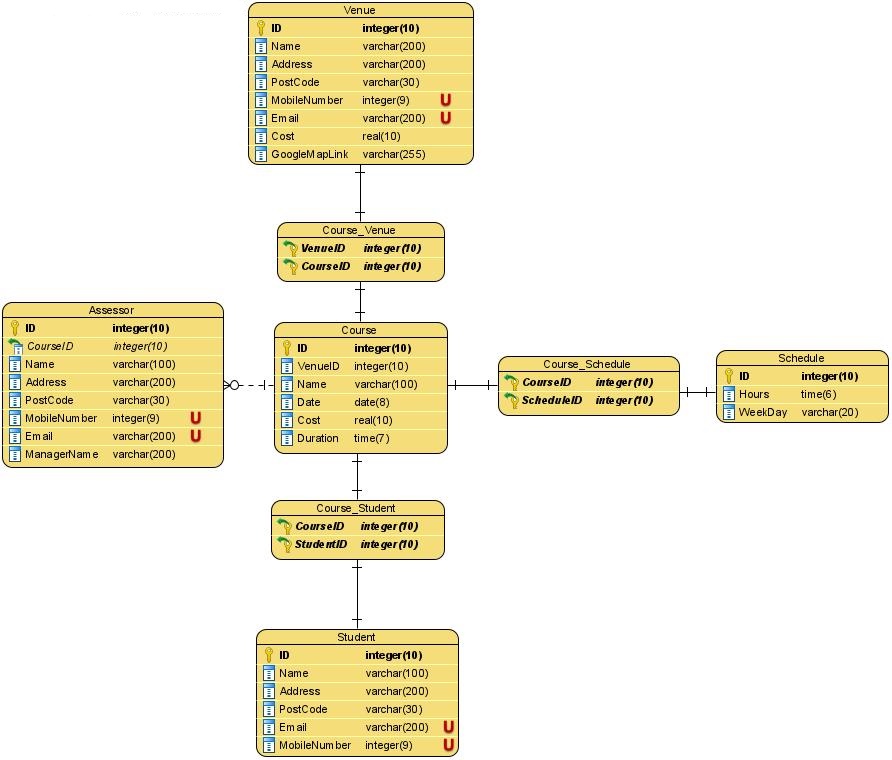 Venue
ID integer(10)
Name varchar(200)
Address varchar(200)
PostCode varchar(30)
MobileNumber integer(9) U
Email varchar(200) U
Cost real(10)
GoogleMapLink varchar(255)
Course_Venue
VenueID integer(10)
CourseID integer(10)
Assessor
ID integer(10)
CourseID integer(10)
Name varchar(100)
Address varchar(200)
PostCode varchar(30)
MobileNumber integer(9) U
Email varchar(200) U
ManagerName varchar(200)
Course
ID integer(10)
VenueID integer(10)
Name varchar(100)
Date date(8)
Cost real(10)
Duration time(7)
Course_Schedule
CourseID integer(10)
ScheduleID integer(10)
Schedule
ID integer(10)
Hours time(6)
WeekDay varchar(20)
Course_Student
CourseID integer(10)
StudentID integer(10)
Student
ID integer(10)
Name varchar(100)
Address varchar(200)
PostCode varchar(30)
Email varchar(200) U
MobileNumber integer(9) U